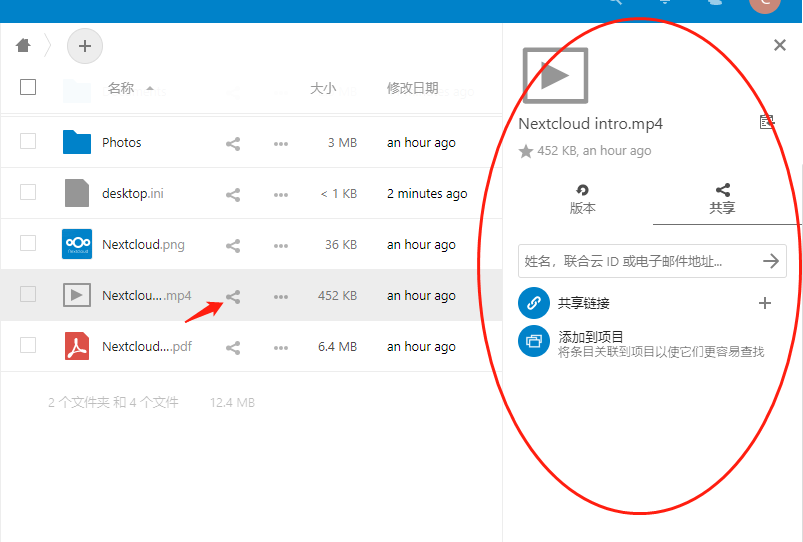 名称 大小 修改日期
Photos 3 MB an hour ago
desktop.ini < 1 KB 2 minutes ago
Nextcloud.png 36 KB an hour ago
Nextclou... .mp4 452 KB an hour ago
Nextcloud... .pdf 6.4 MB an hour ago
2 个文件夹 和 4 个文件 12.4 MB
Nextcloud intro.mp4
452 KB, an hour ago
版本 共享
姓名，联合云 ID 或电子邮件地址...
共享链接
添加到项目
将条目关联到项目以使它们更容易查找